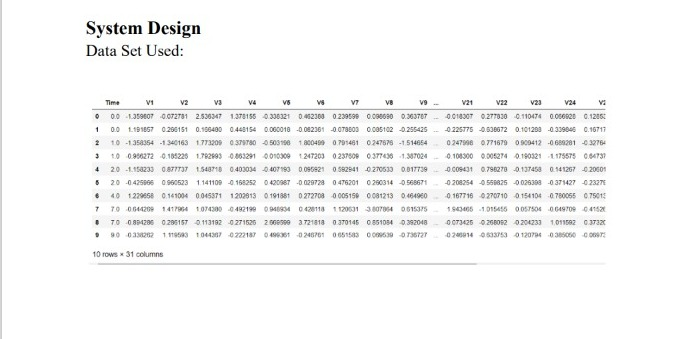 System Design
Data Set Used:
Time V1 V2 V3 V4 V5 V6 V7 V8 V9 ... V21 V22 V23 V24 V2
0 0.0 -1.359807 -0.072781 2.536347 1.378155 -0.338321 0.462388 0.239599 0.098698 0.363787 ... -0.018307 0.277838 -0.110474 0.066928 0.12853
1 0.0 1.191857 0.266151 0.166480 0.448154 0.060018 -0.082361 -0.078803 0.085102 -0.255425 ... -0.225775 -0.638672 0.101288 -0.339846 0.16717
2 1.0 -1.358354 -1.340163 1.773209 0.379780 -0.503198 1.800499 0.791461 0.247676 -1.514654 ... 0.247998 0.771679 0.909412 -0.689281 -0.32764
3 1.0 -0.966272 -0.185226 1.792993 -0.863291 -0.010309 1.247203 0.237609 0.377436 -1.387024 ... -0.108300 0.005274 -0.190321 -1.175575 0.64737
4 2.0 -1.158233 0.877737 1.548718 0.403034 -0.407193 0.095921 0.592941 -0.270533 0.817739 ... -0.009431 0.798278 -0.137458 0.141267 -0.20601
5 2.0 -0.425966 0.960523 1.141109 -0.168252 0.420987 -0.029728 0.476201 0.260314 -0.568671 ... -0.208254 -0.559825 -0.026398 -0.371427 -0.23279
6 4.0 1.229658 0.141004 0.045371 1.202613 0.191881 0.272708 -0.005159 0.081213 0.464960 ... -0.167716 -0.270710 -0.154104 -0.780055 0.75013
7 7.0 -0.644269 1.417964 1.074380 -0.492199 0.948934 0.428118 1.120631 -3.807864 0.615375 ... 1.943465 -1.015455 0.057504 -0.649709 -0.41526
8 7.0 -0.894286 0.286157 -0.113192 -0.271526 2.669599 3.721818 0.370145 0.851084 -0.392048 ... -0.073425 -0.268092 -0.204233 1.011592 0.37320
9 9.0 -0.338262 1.119593 1.044367 -0.222187 0.499361 -0.246761 0.651583 0.069539 -0.736727 ... -0.246914 -0.633753 -0.120794 -0.385050 -0.06973
10 rows × 31 columns